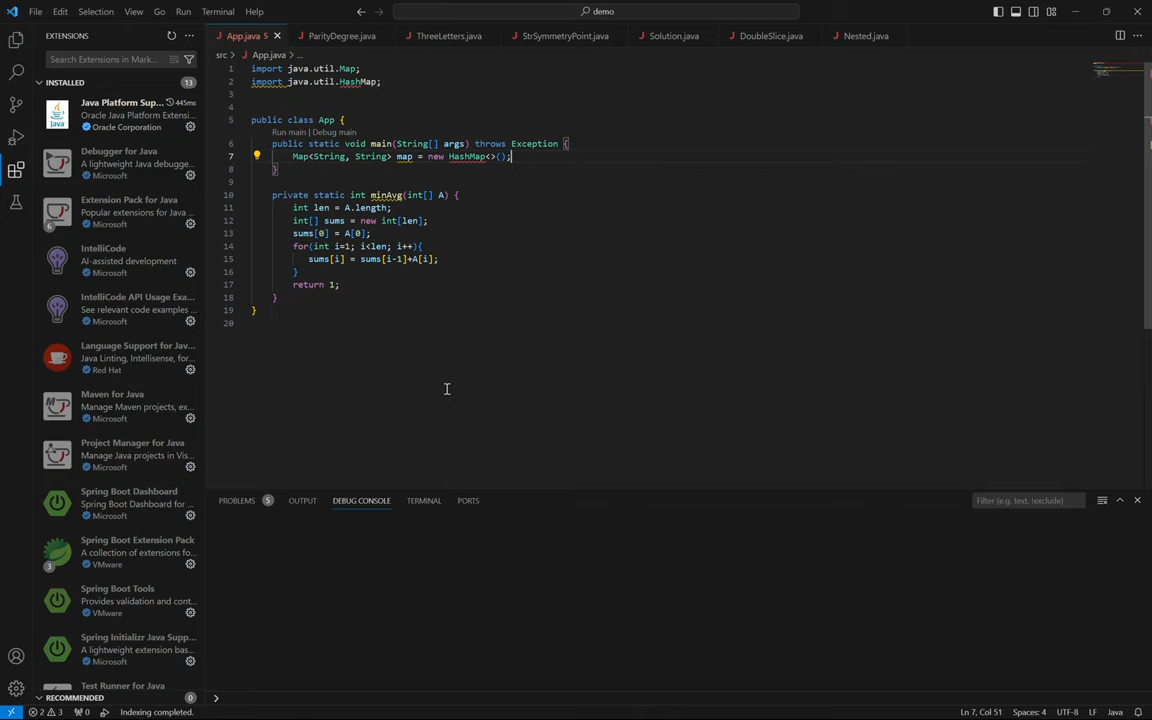 File Edit Selection View Go Run Terminal Help
demo
EXTENSIONS
Search Extensions in Mark...
INSTALLED 13
Java Platform Sup... 445ms
Oracle Java Platform Extensi...
Oracle Corporation
Debugger for Java
A lightweight Java debugge...
Microsoft
Extension Pack for Java
Popular extensions for Java ...
Microsoft
6
IntelliCode
AI-assisted development
Microsoft
IntelliCode API Usage Exa...
See relevant code examples ...
Microsoft
Language Support for Jav...
Java Linting, Intellisense, for...
Red Hat
Maven for Java
Manage Maven projects, ex...
Microsoft
Project Manager for Java
Manage Java projects in Vis...
Microsoft
Spring Boot Dashboard
Spring Boot Dashboard for ...
Microsoft
Spring Boot Extension Pack
A collection of extensions fo...
VMware
3
Spring Boot Tools
Provides validation and cont...
VMware
Spring Initializr Java Supp...
A lightweight extension bas...
Microsoft
Test Runner for Java
RECOMMENDED 0
App.java 5 ParityDegree.java ThreeLetters.java StrSymmetryPoint.java Solution.java DoubleSlice.java Nested.java
src > App.java > ...
1 import java.util.Map;
2 import java.util.HashMap;
3
4
5 public class App {
Run main | Debug main
6 public static void main(String[] args) throws Exception {
7 Map<String, String> map = new HashMap<>();
8 }
9
10 private static int minAvg(int[] A) {
11 int len = A.length;
12 int[] sums = new int[len];
13 sums[0] = A[0];
14 for(int i=1; i<len; i++){
15 sums[i] = sums[i-1]+A[i];
16 }
17 return 1;
18 }
19 }
20
PROBLEMS 5 OUTPUT DEBUG CONSOLE TERMINAL PORTS
Filter (e.g. text, !exclude)
>
2 3 0 Indexing completed. Ln 7, Col 51 Spaces: 4 UTF-8 LF Java